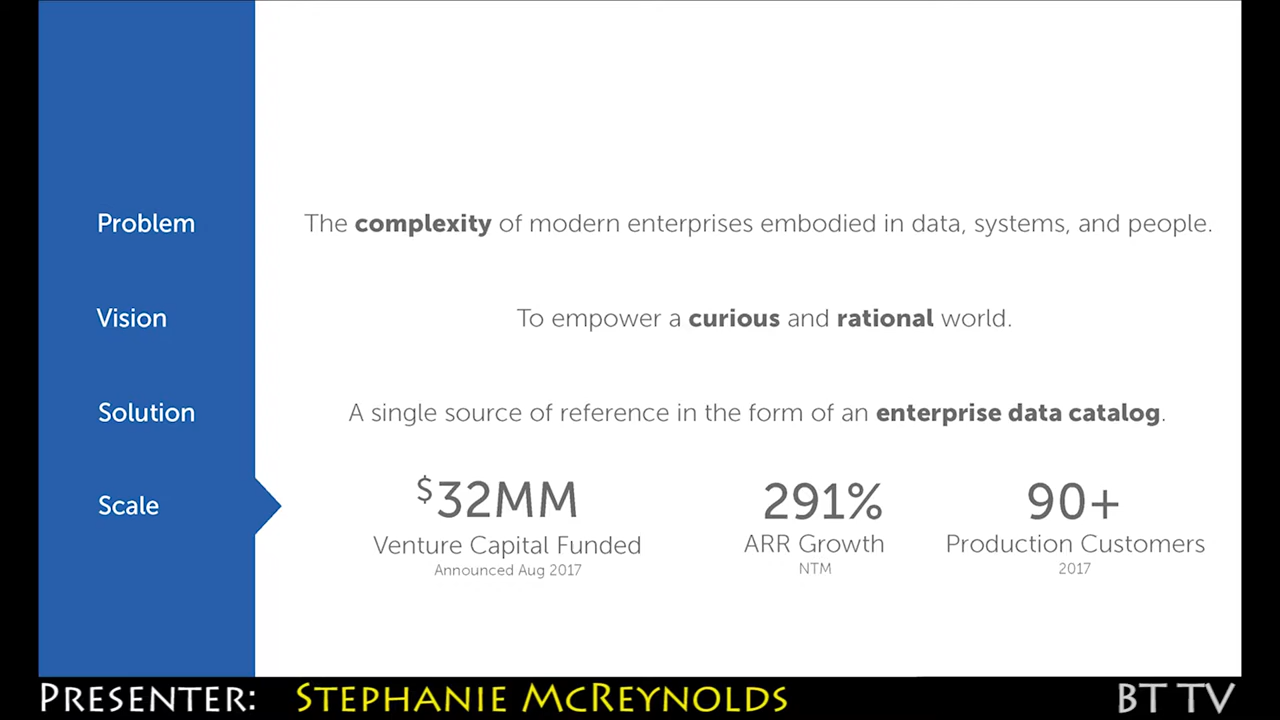 Problem
The complexity of modern enterprises embodied in data, systems, and people.
Vision
To empower a curious and rational world.
Solution
A single source of reference in the form of an enterprise data catalog.
Scale
$32MM
Venture Capital Funded
Announced Aug 2017
291%
ARR Growth
NTM
90+
Production Customers
2017
PRESENTER: STEPHANIE MCREYNOLDS
BT TV